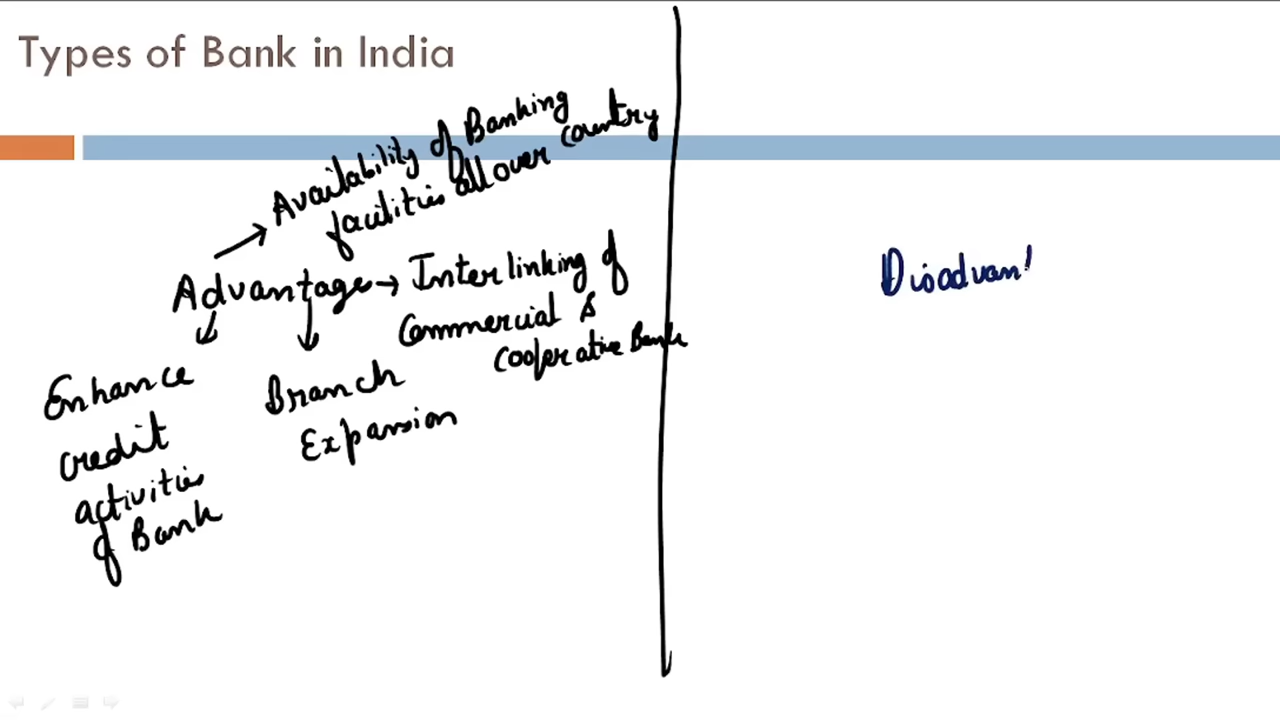 Types of Bank in India
Availability of Banking
facilities all over country
Advantage → Interlinking of
Commercial &
cooperative Bank
Enhance
credit
activities
of Bank
Branch
Expansion
Disadvan